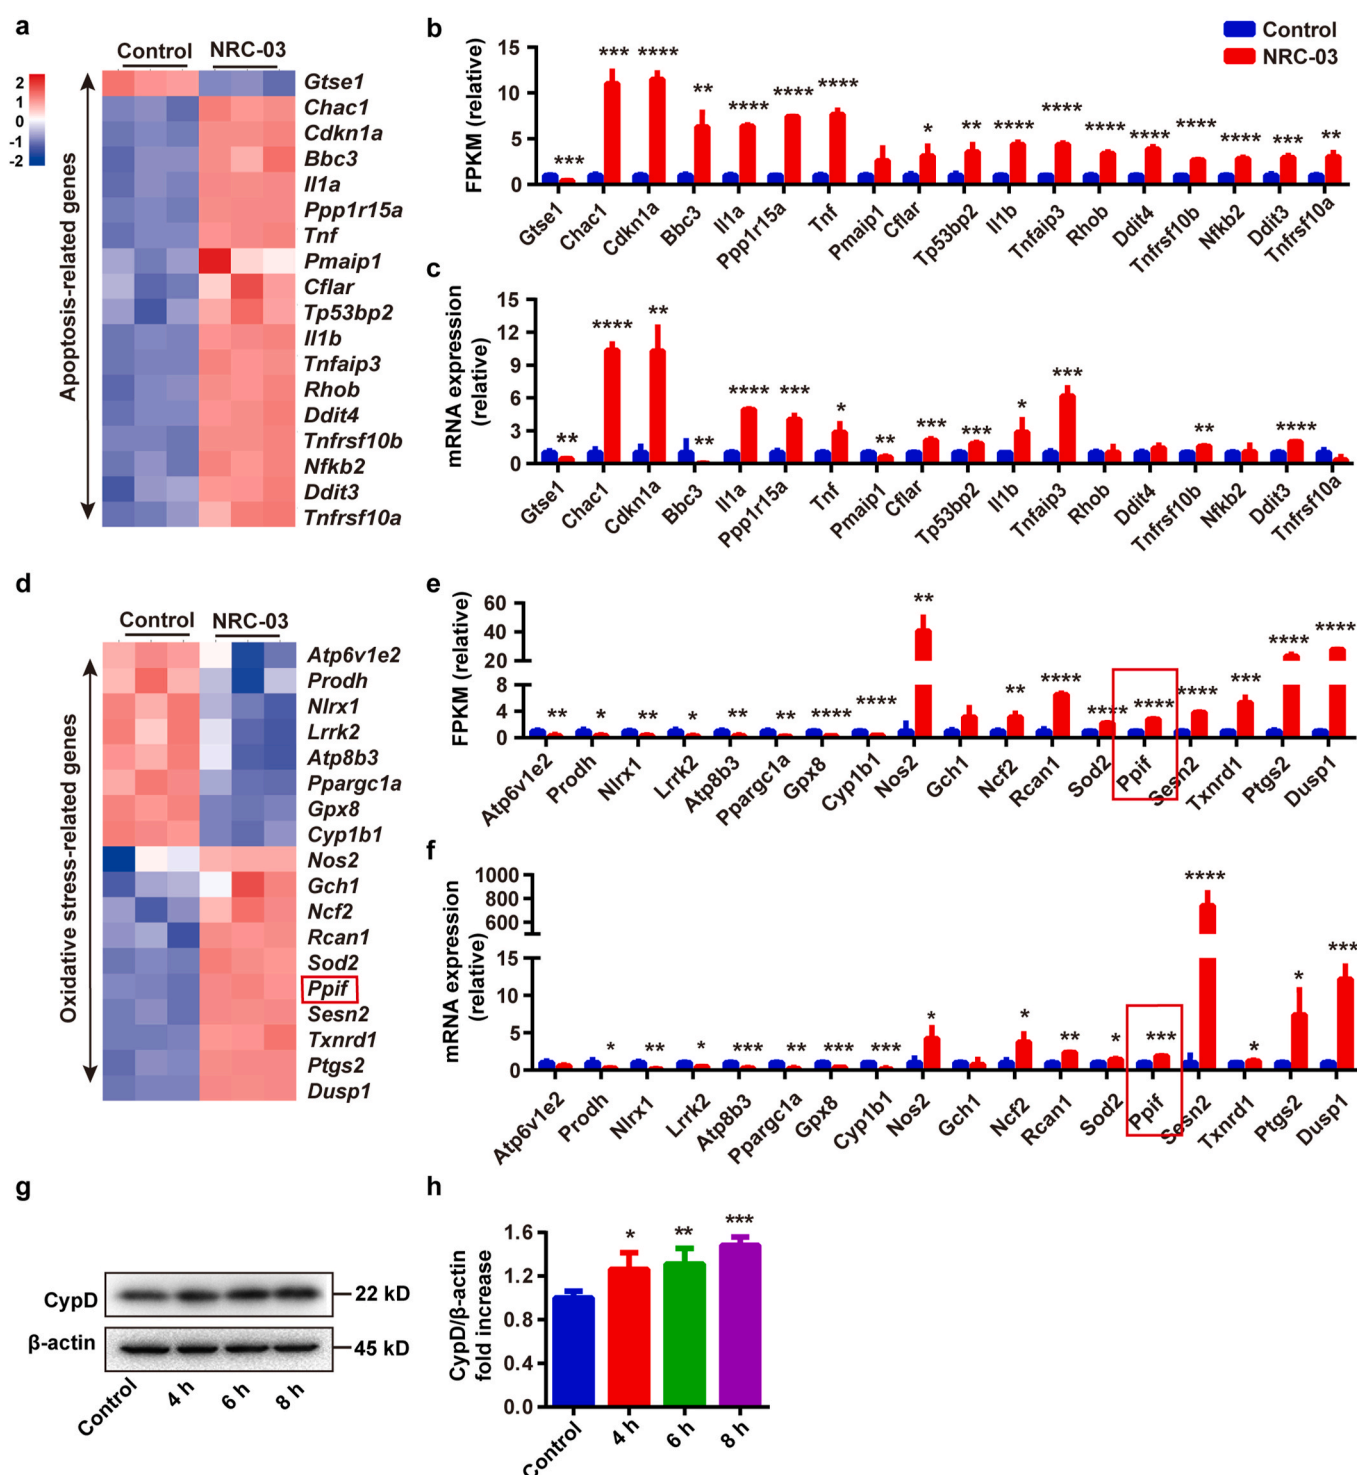 a
Control NRC-03
2
1
0
-1
-2
Apoptosis-related genes
Gtse1
Chac1
Cdkn1a
Bbc3
Il1a
Ppp1r15a
Tnf
Pmaip1
Cflar
Tp53bp2
Il1b
Tnfaip3
Rhob
Ddit4
Tnfrsf10b
Nfkb2
Ddit3
Tnfrsf10a
b
Control
NRC-03
FPKM (relative)
15
10
5
0
*** *** **** ** **** **** **** * ** **** **** **** **** **** **** *** **
Gtse1 Chac1 Cdkn1a Bbc3 Il1a Ppp1r15a Tnf Pmaip1 Cflar Tp53bp2 Il1b Tnfaip3 Rhob Ddit4 Tnfrsf10b Nfkb2 Ddit3 Tnfrsf10a
c
mRNA expression
(relative)
15
12
9
6
3
0
** **** ** ** **** *** * ** *** *** * *** ** ****
Gtse1 Chac1 Cdkn1a Bbc3 Il1a Ppp1r15a Tnf Pmaip1 Cflar Tp53bp2 Il1b Tnfaip3 Rhob Ddit4 Tnfrsf10b Nfkb2 Ddit3 Tnfrsf10a
d
Control NRC-03
Oxidative stress-related genes
Atp6v1e2
Prodh
Nlrx1
Lrrk2
Atp8b3
Ppargc1a
Gpx8
Cyp1b1
Nos2
Gch1
Ncf2
Rcan1
Sod2
Ppif
Sesn2
Txnrd1
Ptgs2
Dusp1
e
FPKM (relative)
60
40
20
8
4
0
** * ** * ** ** **** **** ** ** **** **** **** **** *** **** ****
Atp6v1e2 Prodh Nlrx1 Lrrk2 Atp8b3 Ppargc1a Gpx8 Cyp1b1 Nos2 Gch1 Ncf2 Rcan1 Sod2 Ppif Sesn2 Txnrd1 Ptgs2 Dusp1
f
mRNA expression
(relative)
1000
800
600
15
10
5
0
* ** * *** ** *** *** * * ** * *** **** * * ***
Atp6v1e2 Prodh Nlrx1 Lrrk2 Atp8b3 Ppargc1a Gpx8 Cyp1b1 Nos2 Gch1 Ncf2 Rcan1 Sod2 Ppif Sesn2 Txnrd1 Ptgs2 Dusp1
g
CypD
22 kD
β-actin
45 kD
Control 4 h 6 h 8 h
h
CypD/β-actin
fold increase
1.6
1.2
0.8
0.4
0.0
* ** ***
Control 4 h 6 h 8 h